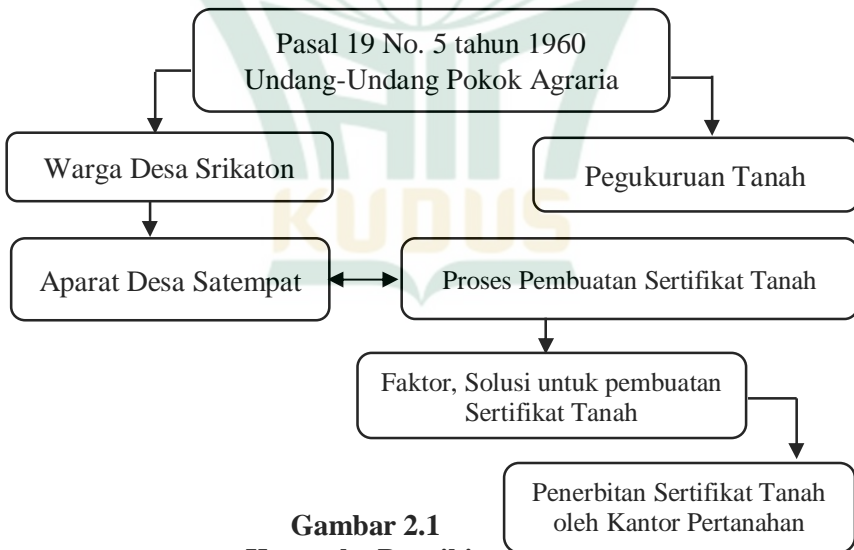 Pasal 19 No. 5 tahun 1960
Undang-Undang Pokok Agraria
Warga Desa Srikaton
Pegukuruan Tanah
KUDUS
Aparat Desa Satempat
Proses Pembuatan Sertifikat Tanah
Faktor, Solusi untuk pembuatan
Sertifikat Tanah
Penerbitan Sertifikat Tanah
oleh Kantor Pertanahan
Gambar 2.1